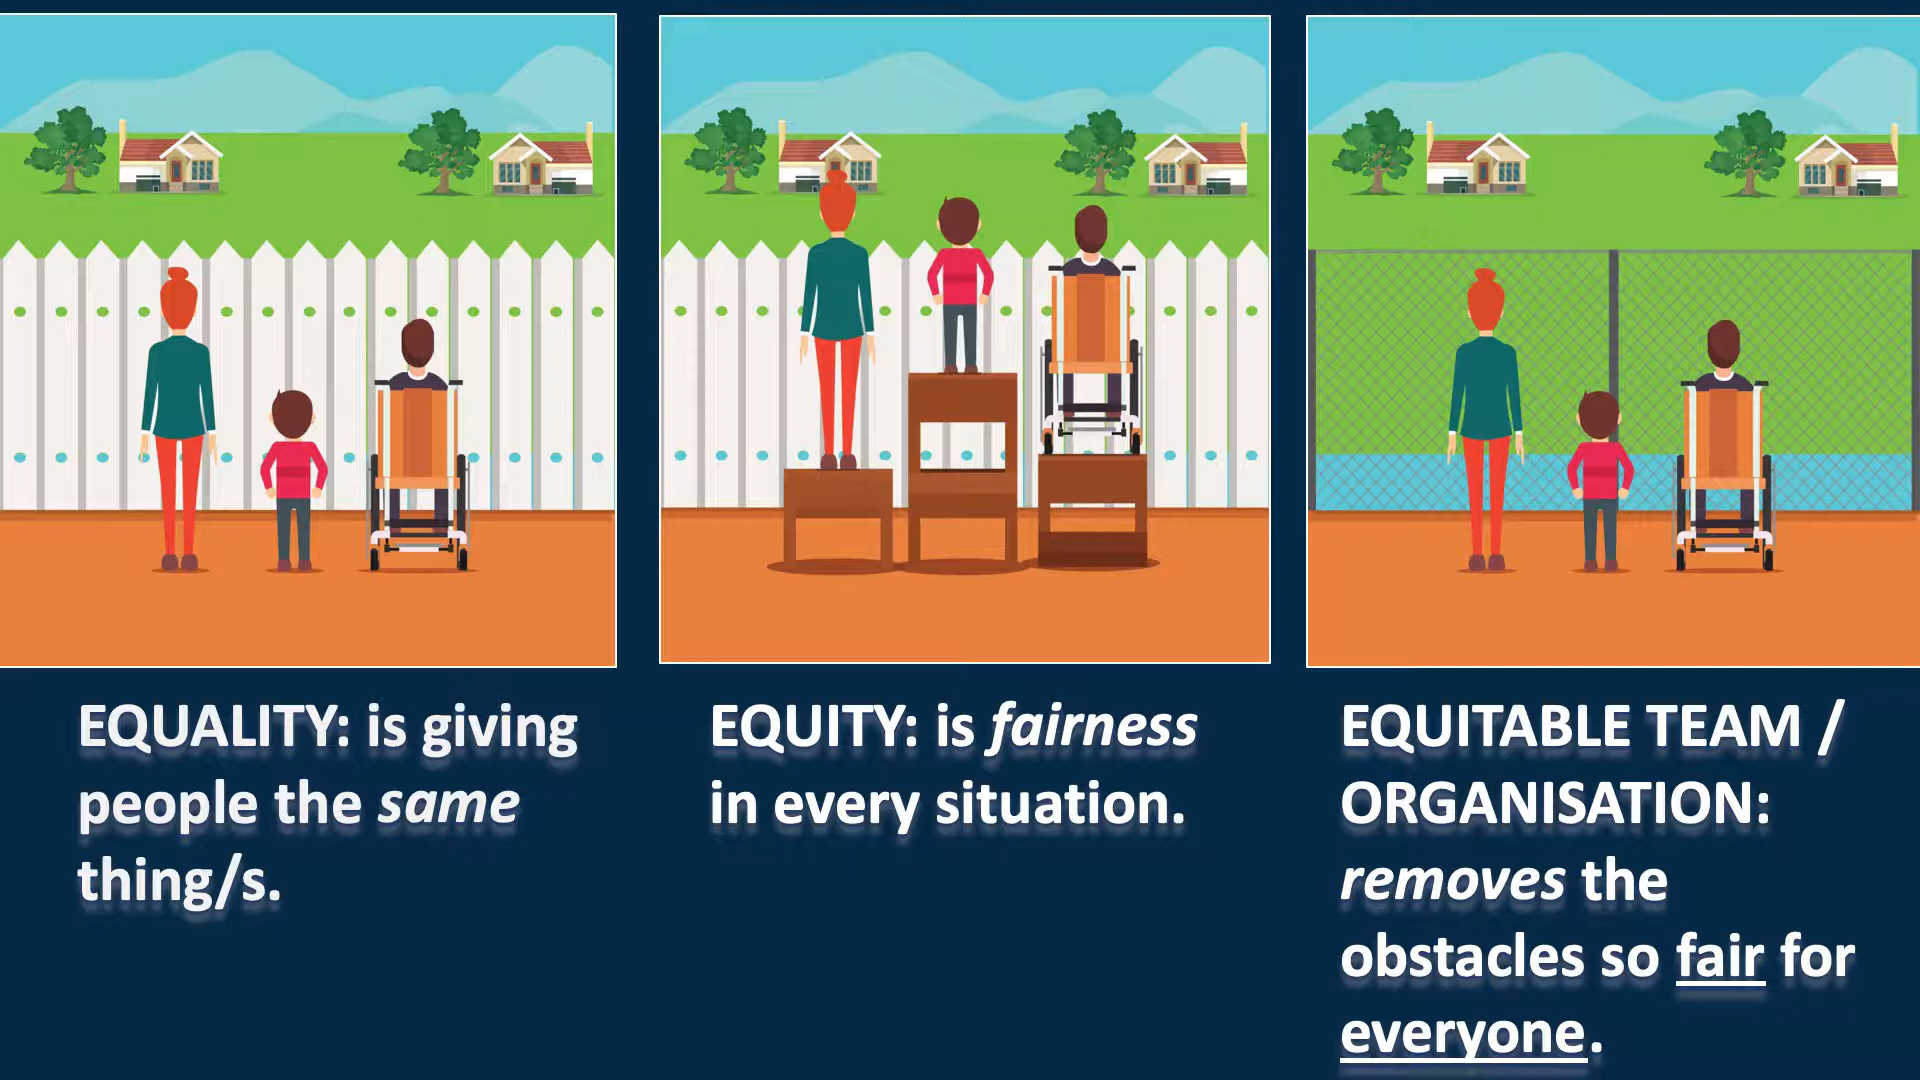 EQUALITY: is giving
people the same
thing/s.
EQUITY: is fairness
in every situation.
EQUITABLE TEAM /
ORGANISATION:
removes the
obstacles so fair for
everyone.